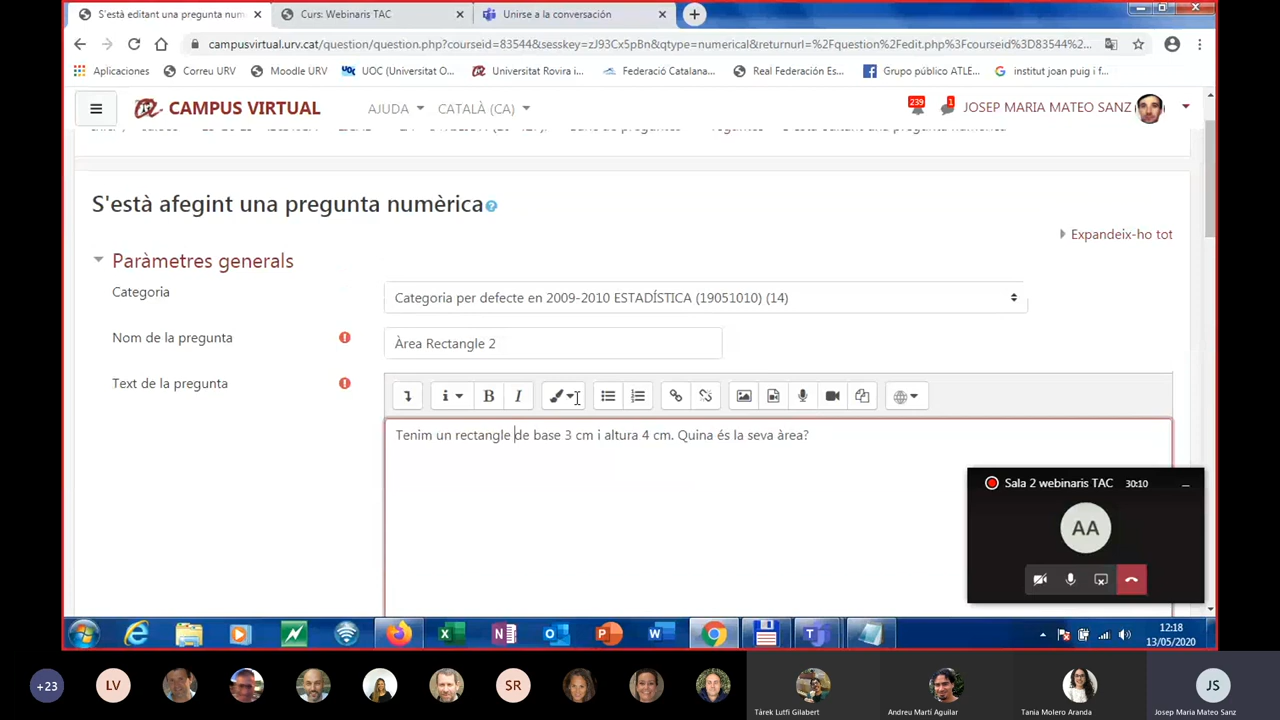 S'està editant una pregunta num
Curs: Webinaris TAC
Unirse a la conversación
campusvirtual.urv.cat/question/question.php?courseid=83544&sesskey=zJ93Cx5pBn&qtype=numerical&returnurl=%2Fquestion%2Fedit.php%3Fcourseid%3D83544%2...
Aplicaciones
Correu URV
Moodle URV
UOC (Universitat O...
Universitat Rovira i...
Federació Catalana...
Real Federación Es...
Grupo público ATLE...
institut joan puig i f...
CAMPUS VIRTUAL
AJUDA
CATALÀ (CA)
239
1
JOSEP MARIA MATEO SANZ
S'està afegint una pregunta numèrica
Expandeix-ho tot
Paràmetres generals
Categoria
Categoria per defecte en 2009-2010 ESTADÍSTICA (19051010) (14)
Nom de la pregunta
Àrea Rectangle 2
Text de la pregunta
Tenim un rectangle de base 3 cm i altura 4 cm. Quina és la seva àrea?
Sala 2 webinaris TAC
30:10
AA
12:18
13/05/2020
+23
LV
SR
JS
Tárek Lutfi Gilabert
Andreu Martí Aguilar
Tania Molero Aranda
Josep Maria Mateo Sanz